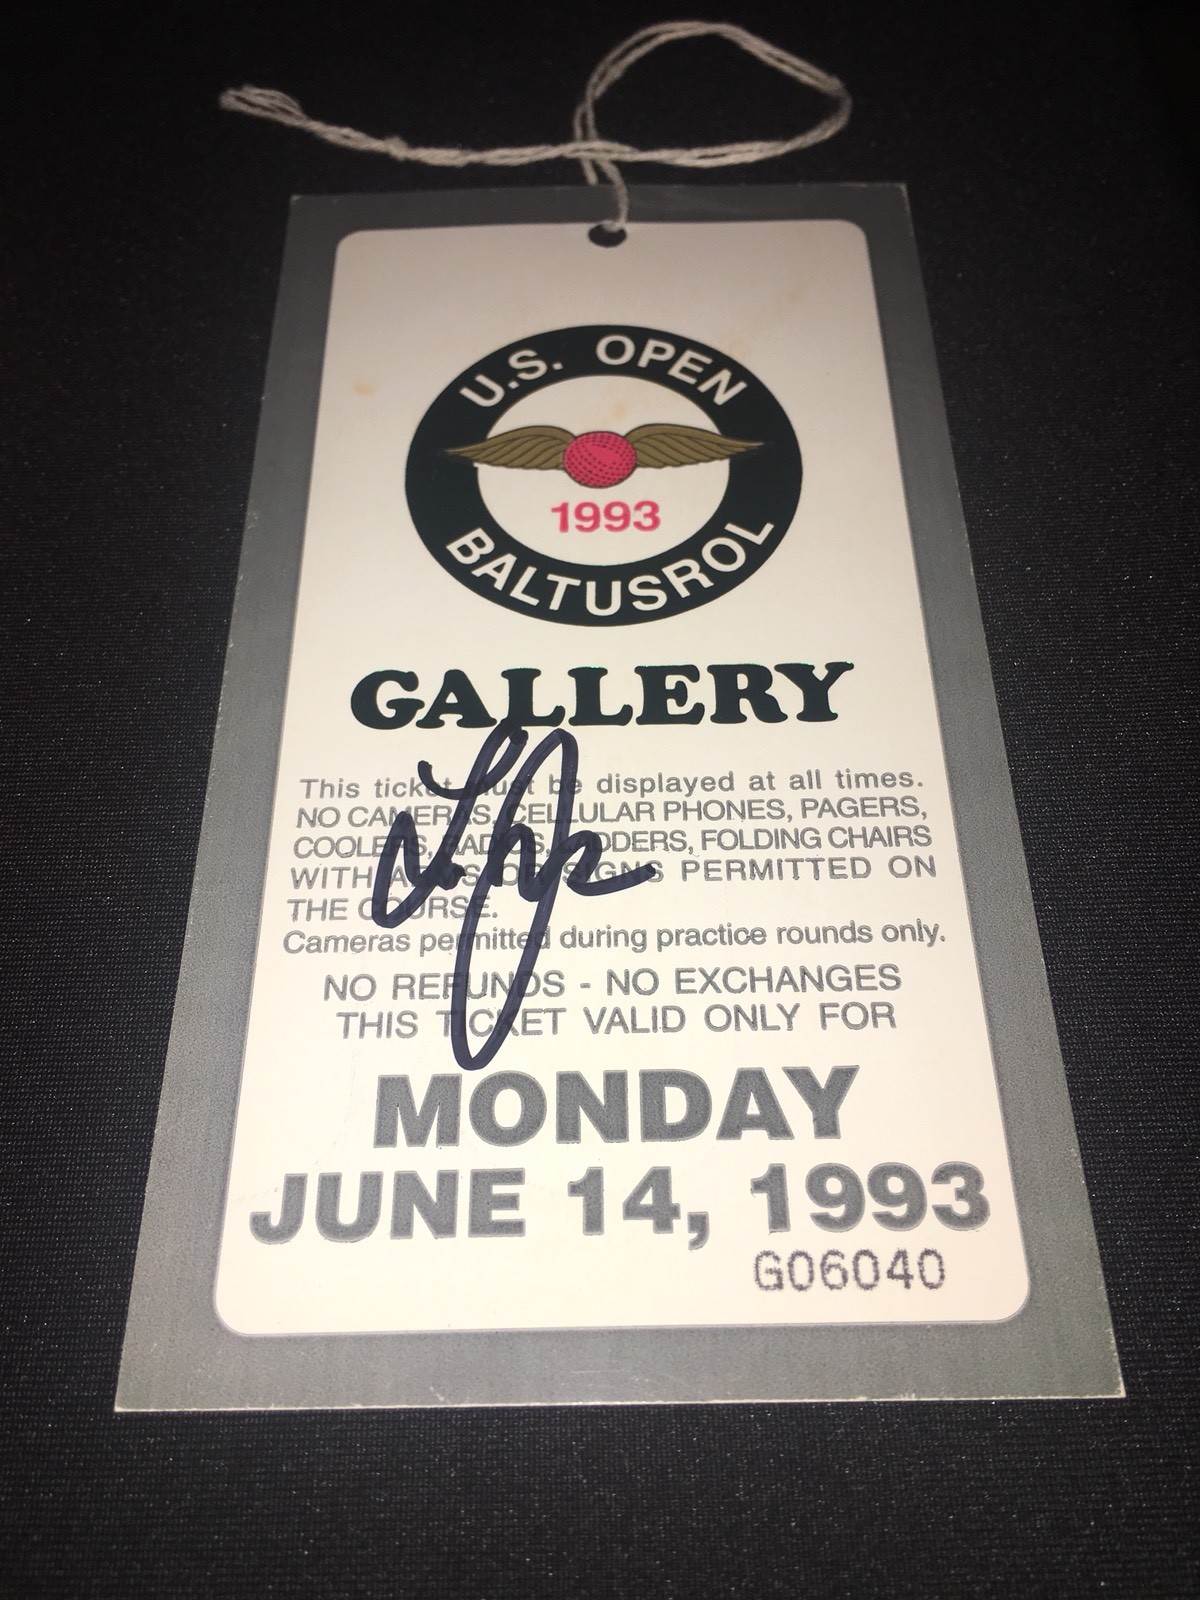 U.S. OPEN
1993
BALTUSROL
GALLERY
This ticket must be displayed at all times.
NO CAMERAS, CELLULAR PHONES, PAGERS,
COOLERS, RADIOS, LADDERS, FOLDING CHAIRS
WITH ARMS OR SIGNS PERMITTED ON
THE COURSE.
Cameras permitted during practice rounds only.
NO REFUNDS - NO EXCHANGES
THIS TICKET VALID ONLY FOR
MONDAY
JUNE 14, 1993
G06040